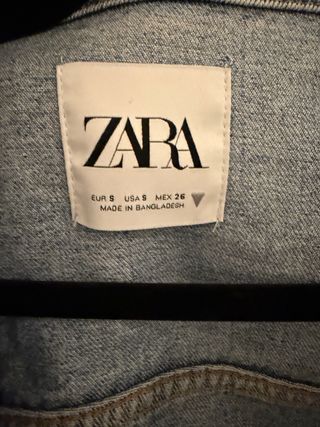 ZARA
EUR S USA S MEX 26
MADE IN BANGLADESH